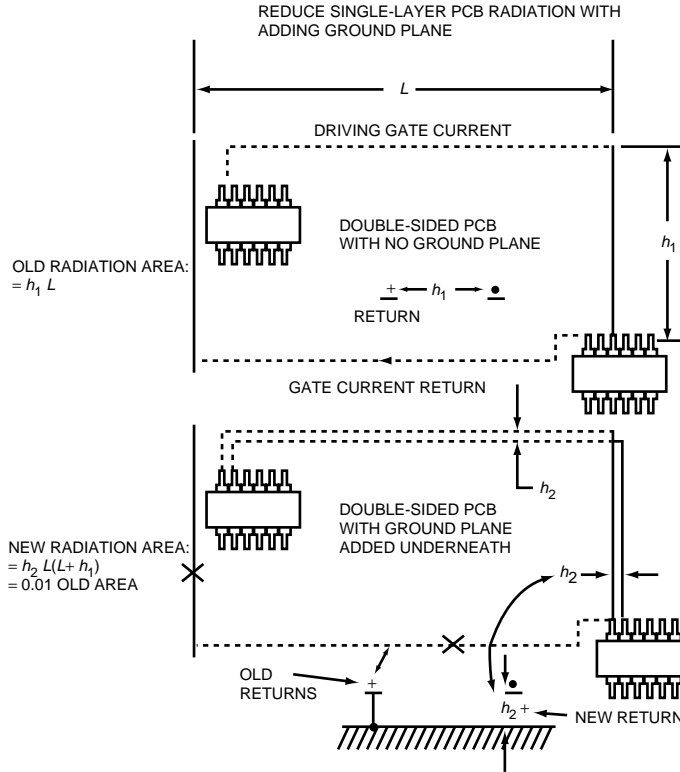 REDUCE SINGLE-LAYER PCB RADIATION WITH
ADDING GROUND PLANE
L
DRIVING GATE CURRENT
DOUBLE-SIDED PCB
WITH NO GROUND PLANE
h₁
OLD RADIATION AREA:
= h₁ L
+ h₁
RETURN
GATE CURRENT RETURN
h₂
DOUBLE-SIDED PCB
WITH GROUND PLANE
ADDED UNDERNEATH
NEW RADIATION AREA:
= h₂ L(L+ h₁)
= 0.01 OLD AREA
h₂
OLD
RETURNS
+
h₂ +
NEW RETURN